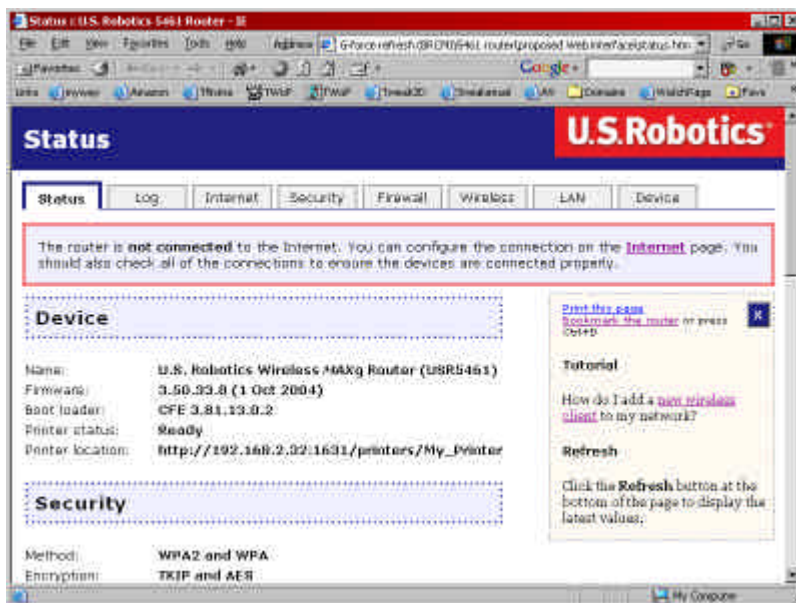 Status : U.S. Robotics 5461 Router - IE
File Edit View Favorites Tools Help Address
Favorites
Google
Links Amazon
Status
U.S.Robotics
Status Log Internet Security Firewall Wireless LAN Device
The router is not connected to the Internet. You can configure the connection on the Internet page. You
should also check all of the connections to ensure the devices are connected properly.
Device
Name: U.S. Robotics Wireless MAXg Router (USR5461)
Firmware: 3.50.33.8 (1 Oct 2004)
Boot loader: CFE 3.81.13.0.2
Printer status: Ready
Printer location: http://192.168.2.32:1631/printers/My_Printer
Security
Method: WPA2 and WPA
Encryption: TKIP and AES
Print this page
Bookmark the router or press
Ctrl+D
x
Tutorial
How do I add a new wireless
client to my network?
Refresh
Click the Refresh button at the
bottom of the page to display the
latest values.
My Computer